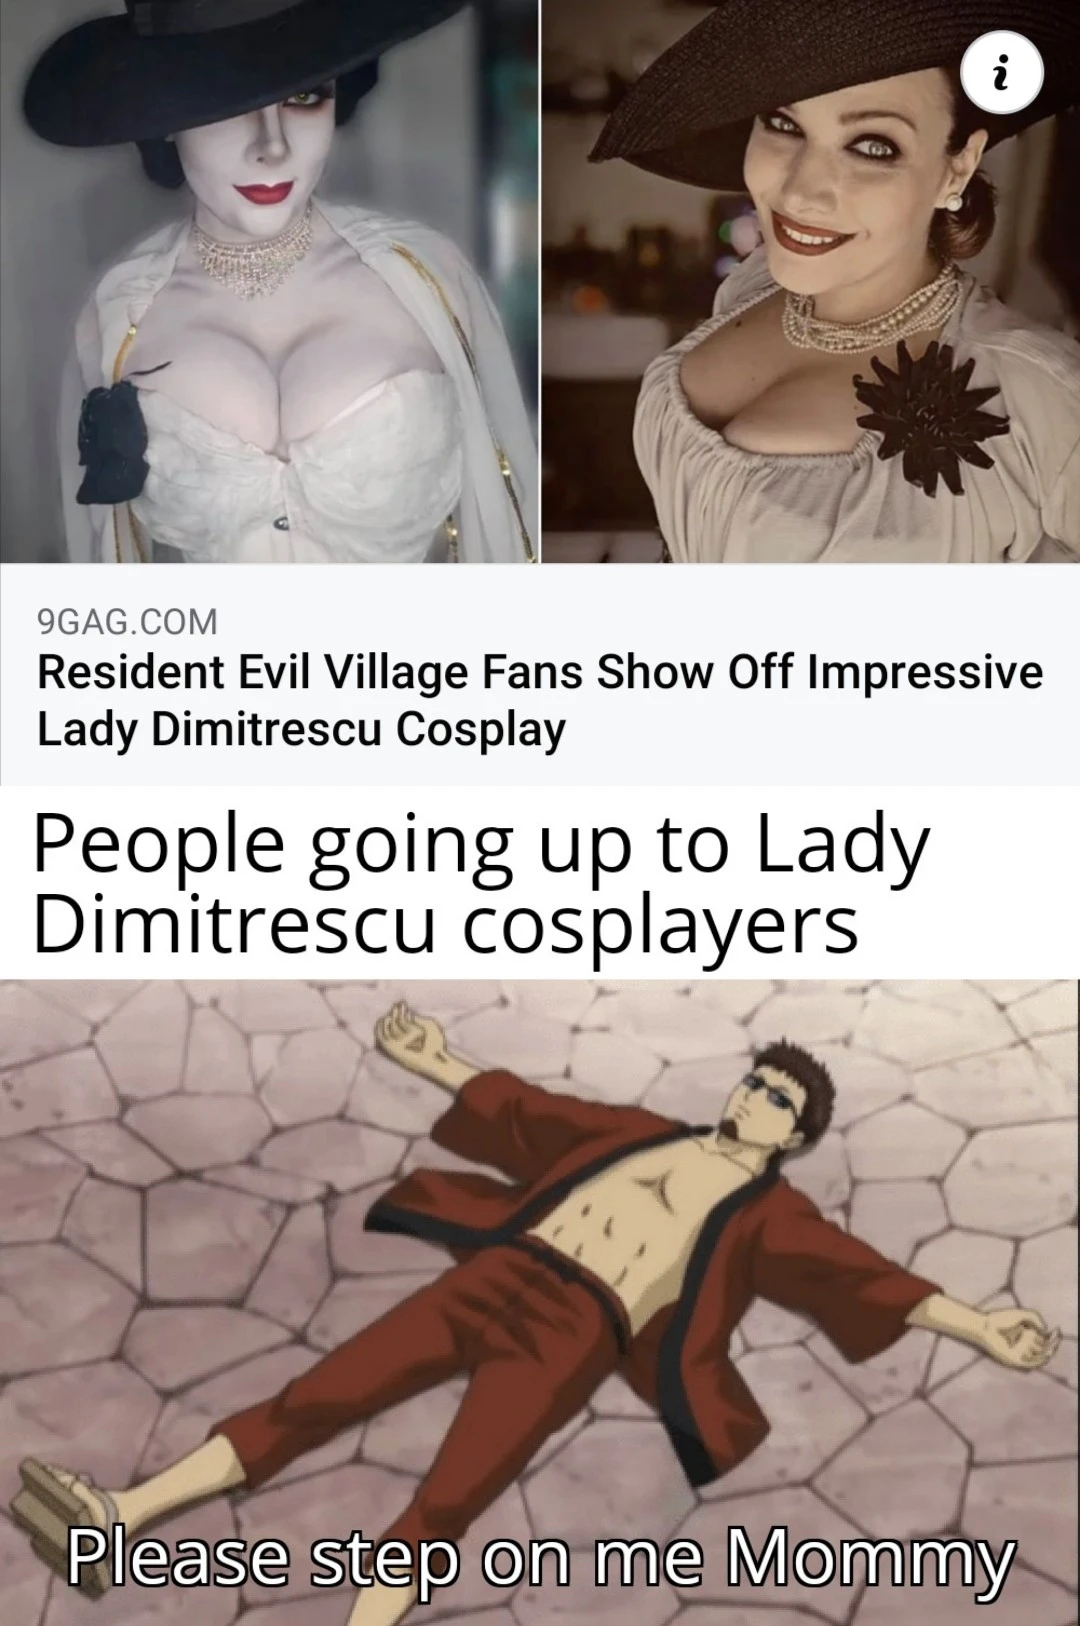 i
9GAG.COM
Resident Evil Village Fans Show Off Impressive
Lady Dimitrescu Cosplay
People going up to Lady
Dimitrescu cosplayers
Please step on me Mommy